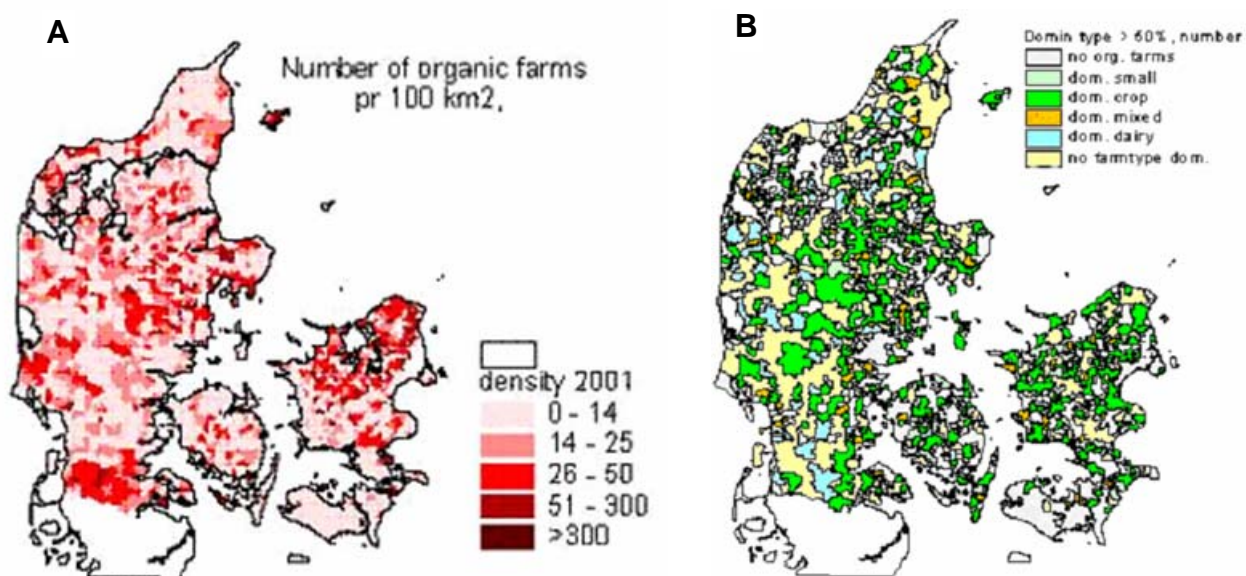 A
Number of organic farms
pr 100 km2,
density 2001
0 - 14
14 - 25
26 - 50
51 - 300
>300
B
Domin type > 60%, number
no org. farms
dom. small
dom. crop
dom. mixed
dom. dairy
no farmtype dom.